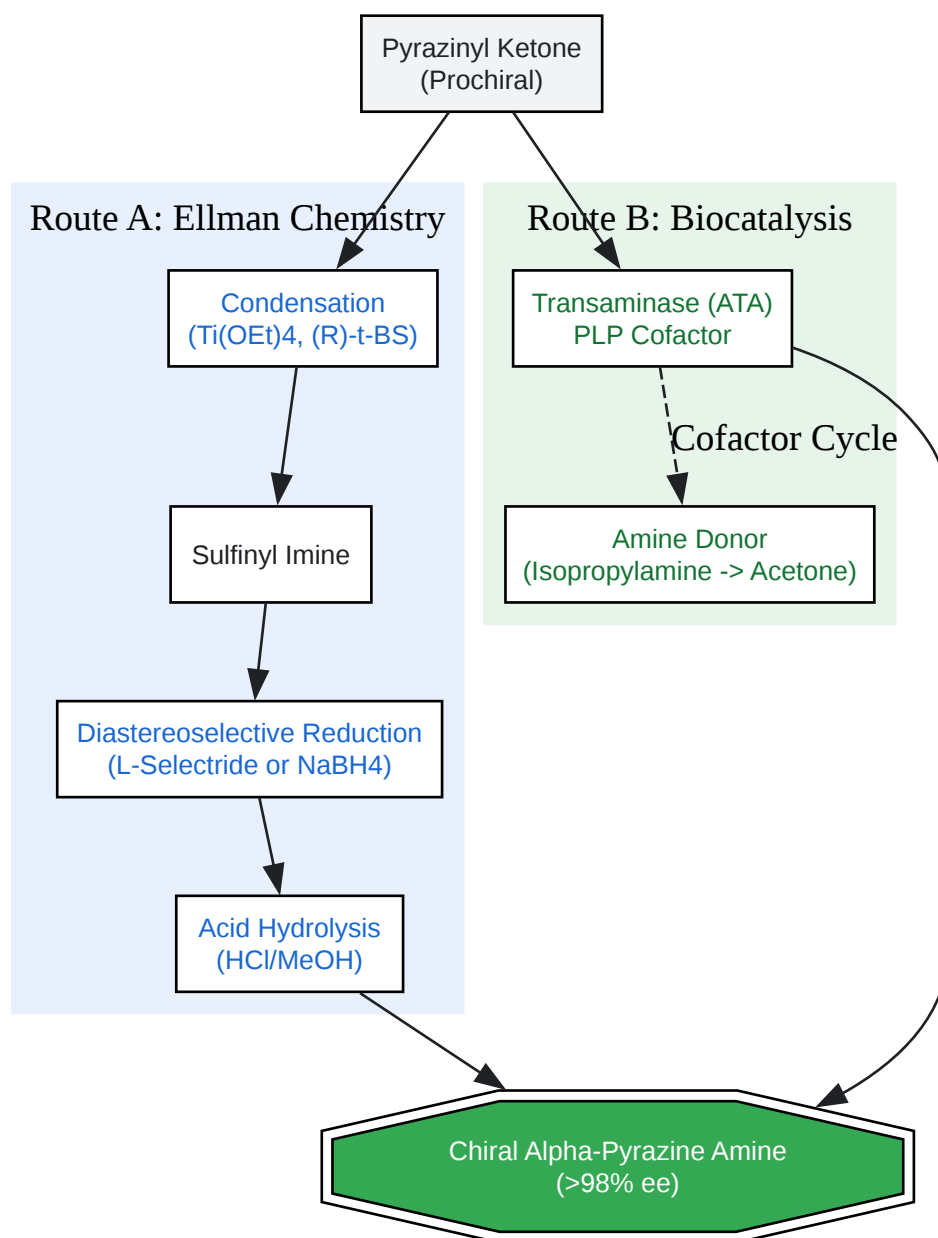 Pyrazinyl Ketone
(Prochiral)
Route A: Ellman Chemistry
Route B: Biocatalysis
Condensation
(Ti(OEt)4, (R)-t-BS)
Transaminase (ATA)
PLP Cofactor
Cofactor Cycle
Sulfinyl Imine
Amine Donor
(Isopropylamine -> Acetone)
Diastereoselective Reduction
(L-Selectride or NaBH4)
Acid Hydrolysis
(HCl/MeOH)
Chiral Alpha-Pyrazine Amine
(>98% ee)